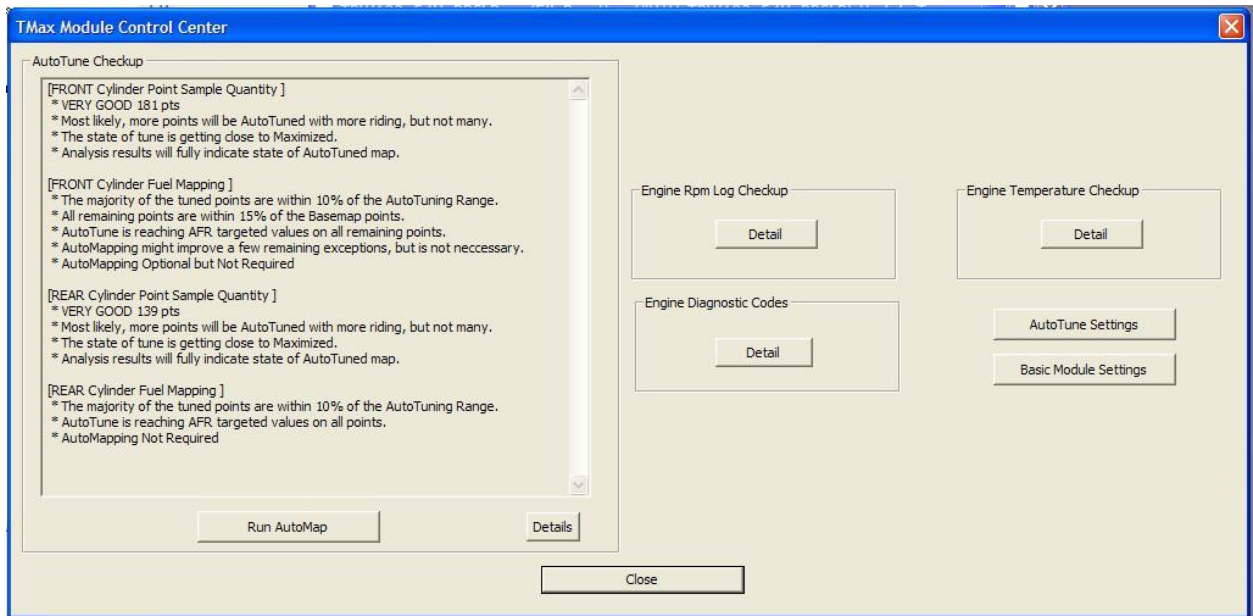 TMax Module Control Center
AutoTune Checkup
[FRONT Cylinder Point Sample Quantity ]
* VERY GOOD 181 pts
* Most likely, more points will be AutoTuned with more riding, but not many.
* The state of tune is getting close to Maximized.
* Analysis results will fully indicate state of AutoTuned map.
[FRONT Cylinder Fuel Mapping ]
* The majority of the tuned points are within 10% of the AutoTuning Range.
* All remaining points are within 15% of the Basemap points.
* AutoTune is reaching AFR targeted values on all remaining points.
* AutoMapping might improve a few remaining exceptions, but is not neccessary.
* AutoMapping Optional but Not Required
[REAR Cylinder Point Sample Quantity ]
* VERY GOOD 139 pts
* Most likely, more points will be AutoTuned with more riding, but not many.
* The state of tune is getting close to Maximized.
* Analysis results will fully indicate state of AutoTuned map.
[REAR Cylinder Fuel Mapping ]
* The majority of the tuned points are within 10% of the AutoTuning Range.
* AutoTune is reaching AFR targeted values on all points.
* AutoMapping Not Required
Run AutoMap
Details
Engine Rpm Log Checkup
Detail
Engine Temperature Checkup
Detail
Engine Diagnostic Codes
Detail
AutoTune Settings
Basic Module Settings
Close